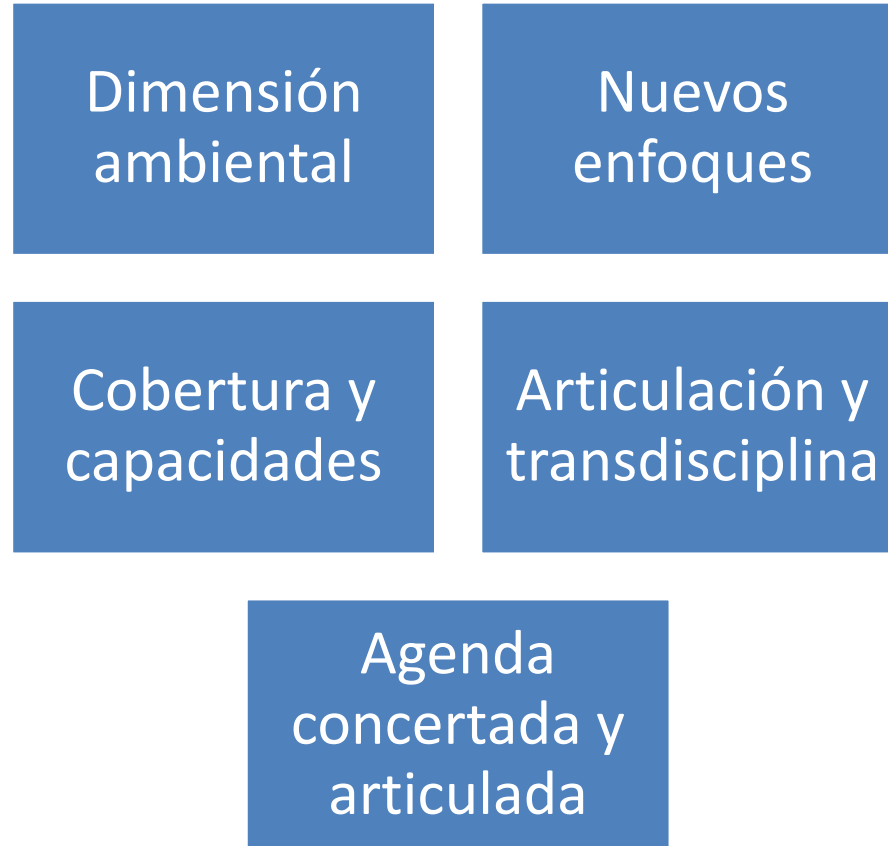 Dimensión
ambiental
Nuevos
enfoques
Cobertura y
capacidades
Articulación y
transdisciplina
Agenda
concertada y
articulada